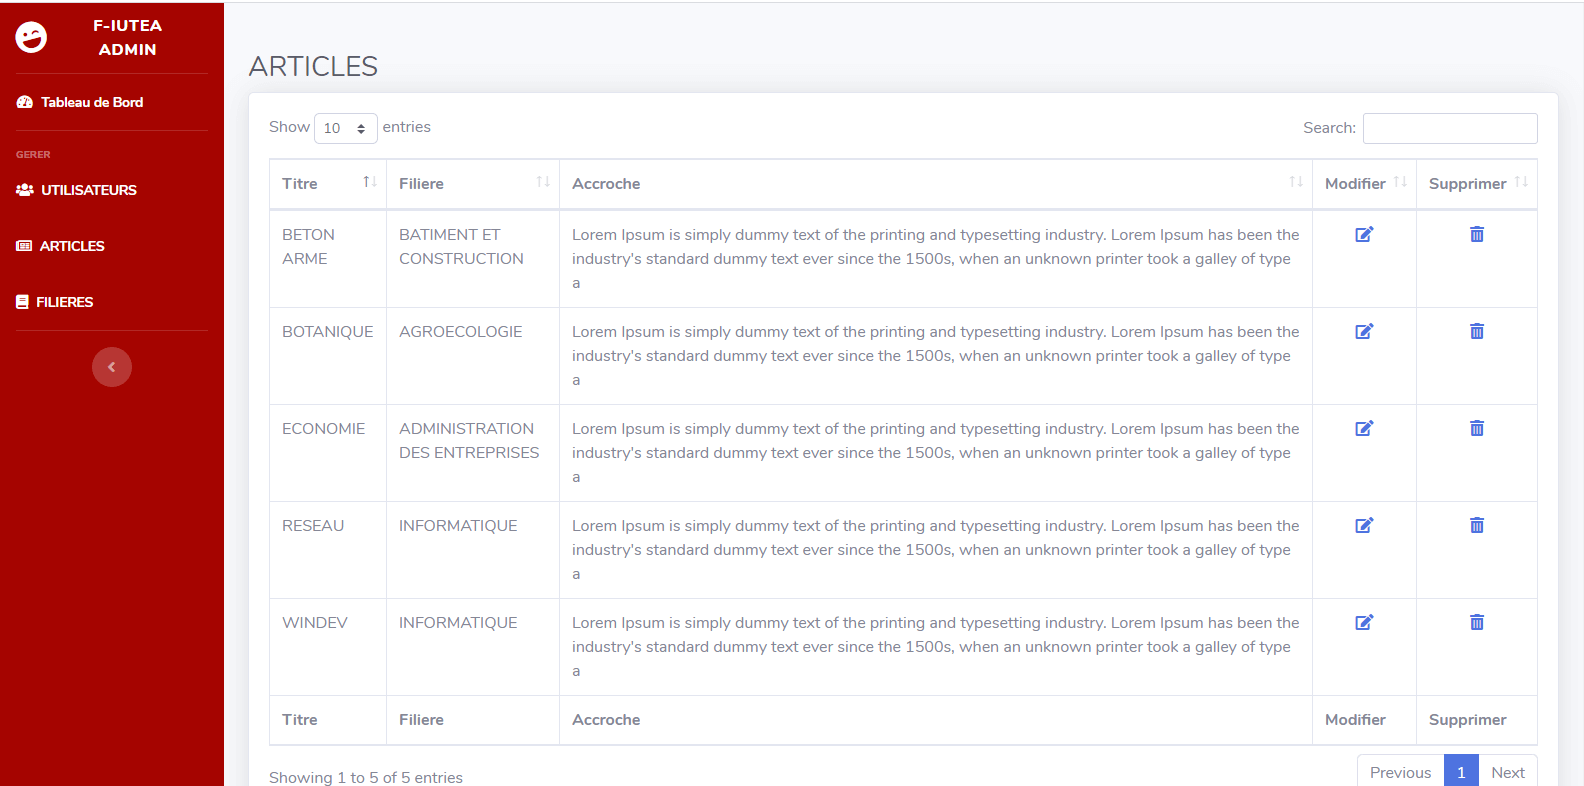 F-IUTEA
ADMIN
Tableau de Bord
GERER
UTILISATEURS
ARTICLES
FILIERES
ARTICLES
Show 10 entries
Search:
Titre Filiere Accroche Modifier Supprimer
BETON
ARME
BATIMENT ET
CONSTRUCTION
Lorem Ipsum is simply dummy text of the printing and typesetting industry. Lorem Ipsum has been the
industry's standard dummy text ever since the 1500s, when an unknown printer took a galley of type
a
BOTANIQUE
AGROECOLOGIE
Lorem Ipsum is simply dummy text of the printing and typesetting industry. Lorem Ipsum has been the
industry's standard dummy text ever since the 1500s, when an unknown printer took a galley of type
a
ECONOMIE
ADMINISTRATION
DES ENTREPRISES
Lorem Ipsum is simply dummy text of the printing and typesetting industry. Lorem Ipsum has been the
industry's standard dummy text ever since the 1500s, when an unknown printer took a galley of type
a
RESEAU
INFORMATIQUE
Lorem Ipsum is simply dummy text of the printing and typesetting industry. Lorem Ipsum has been the
industry's standard dummy text ever since the 1500s, when an unknown printer took a galley of type
a
WINDEV
INFORMATIQUE
Lorem Ipsum is simply dummy text of the printing and typesetting industry. Lorem Ipsum has been the
industry's standard dummy text ever since the 1500s, when an unknown printer took a galley of type
a
Titre Filiere Accroche Modifier Supprimer
Showing 1 to 5 of 5 entries
Previous 1 Next